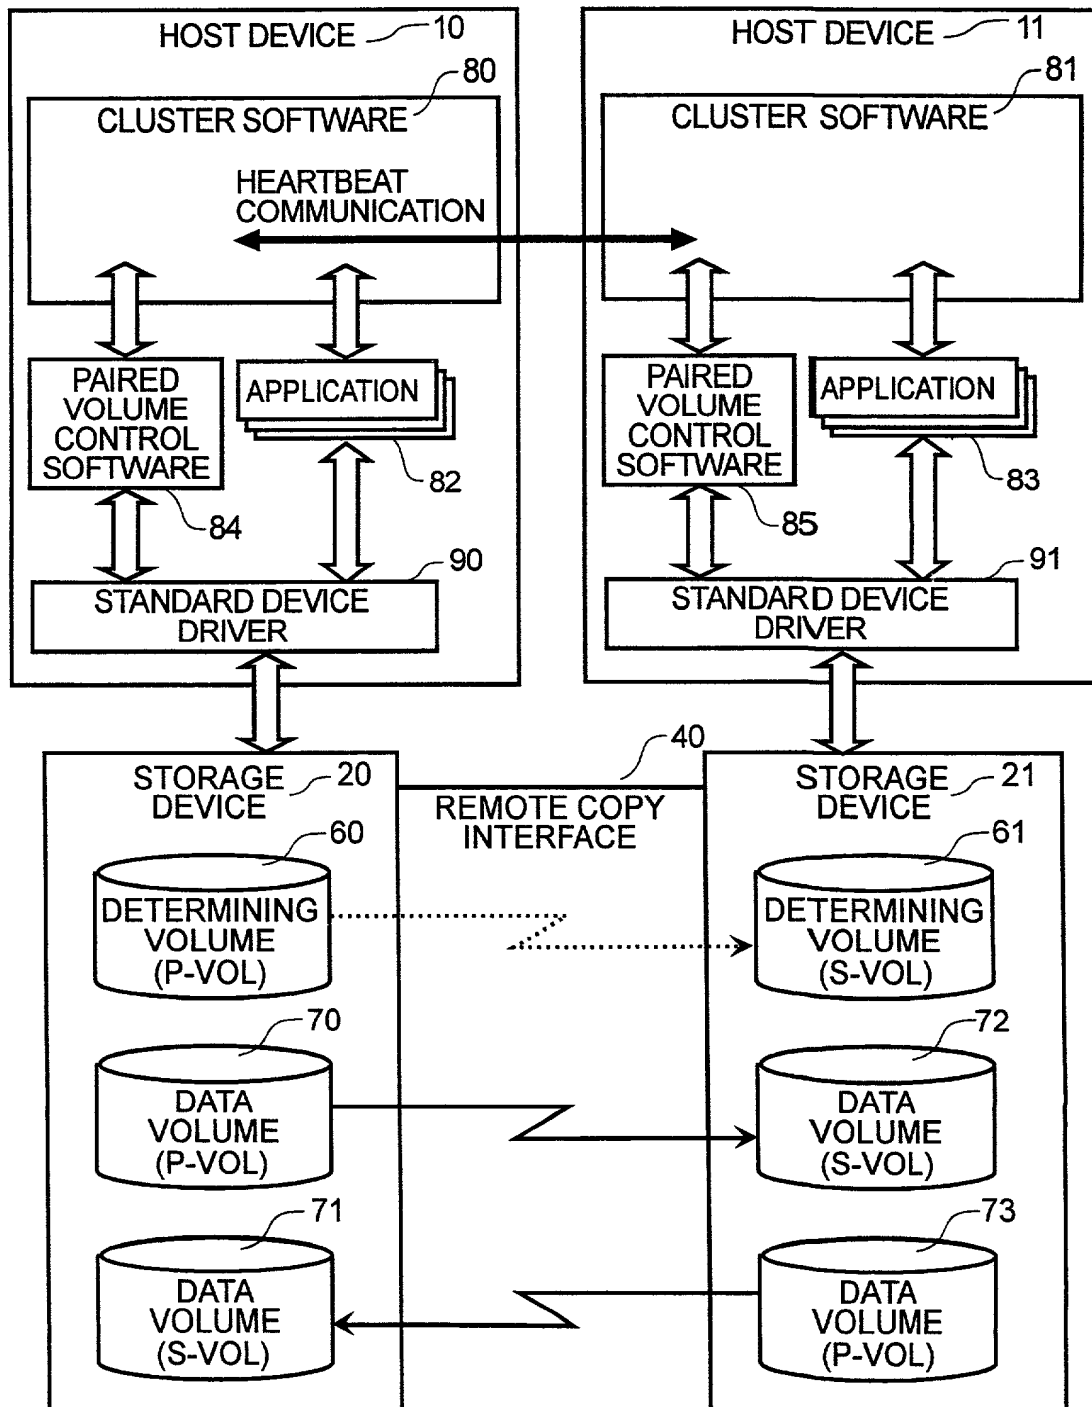 HOST DEVICE 10
80
CLUSTER SOFTWARE
HEARTBEAT
COMMUNICATION
PAIRED
VOLUME
CONTROL
SOFTWARE
84
APPLICATION
82
90
STANDARD DEVICE
DRIVER
HOST DEVICE 11
81
CLUSTER SOFTWARE
PAIRED
VOLUME
CONTROL
SOFTWARE
85
APPLICATION
83
91
STANDARD DEVICE
DRIVER
STORAGE
DEVICE
20
60
DETERMINING
VOLUME
(P-VOL)
70
DATA
VOLUME
(P-VOL)
71
DATA
VOLUME
(S-VOL)
40
REMOTE COPY
INTERFACE
STORAGE
DEVICE
21
61
DETERMINING
VOLUME
(S-VOL)
72
DATA
VOLUME
(S-VOL)
73
DATA
VOLUME
(P-VOL)